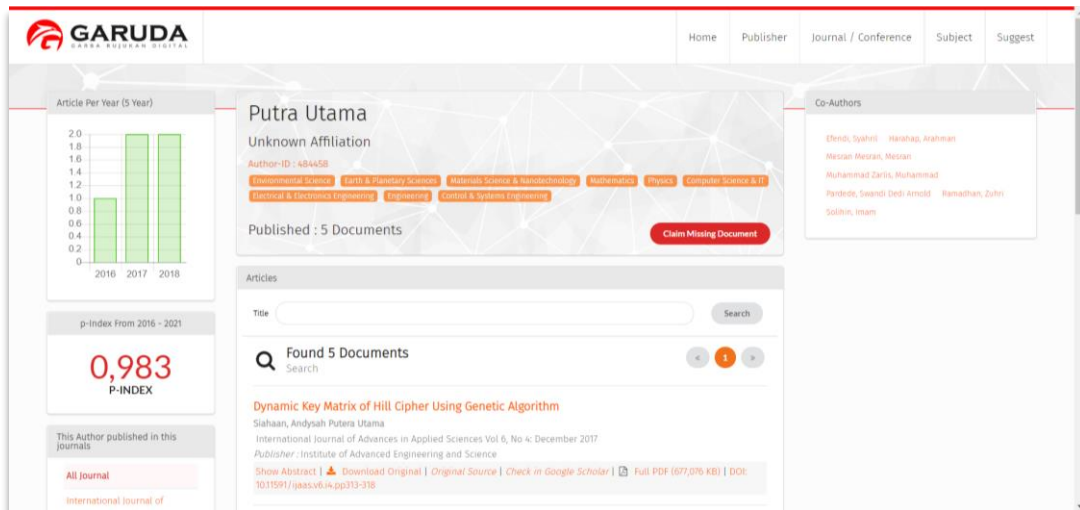 GARUDA
GARBA RUJUKAN DIGITAL
Home Publisher Journal / Conference Subject Suggest
Article Per Year (5 Year)
2.0
1.8
1.6
1.4
1.2
1.0
0.8
0.6
0.4
0.2
0
2016 2017 2018
p-Index From 2016 - 2021
0,983
P-INDEX
This Author published in this
journals
All Journal
International Journal of
Putra Utama
Unknown Affiliation
Author-ID : 484458
Environmental Science Earth & Planetary Sciences Materials Science & Nanotechnology Mathematics Physics Computer Science & IT
Electrical & Electronics Engineering Engineering Control & Systems Engineering
Published : 5 Documents
Claim Missing Document
Articles
Title Search
Found 5 Documents
Search
« 1 »
Dynamic Key Matrix of Hill Cipher Using Genetic Algorithm
Siahaan, Andysah Putera Utama
International Journal of Advances in Applied Sciences Vol 6, No 4: December 2017
Publisher : Institute of Advanced Engineering and Science
Show Abstract | Download Original | Original Source | Check in Google Scholar | Full PDF (677,076 KB) | DOI:
10.11591/ijaas.v6.i4.pp313-318
Co-Authors
Efendi, Syahril Harahap, Arahman
Mesran Mesran, Mesran
Muhammad Zarlis, Muhammad
Pardede, Swandi Dedi Arnold Ramadhan, Zuhri
Solihin, Imam